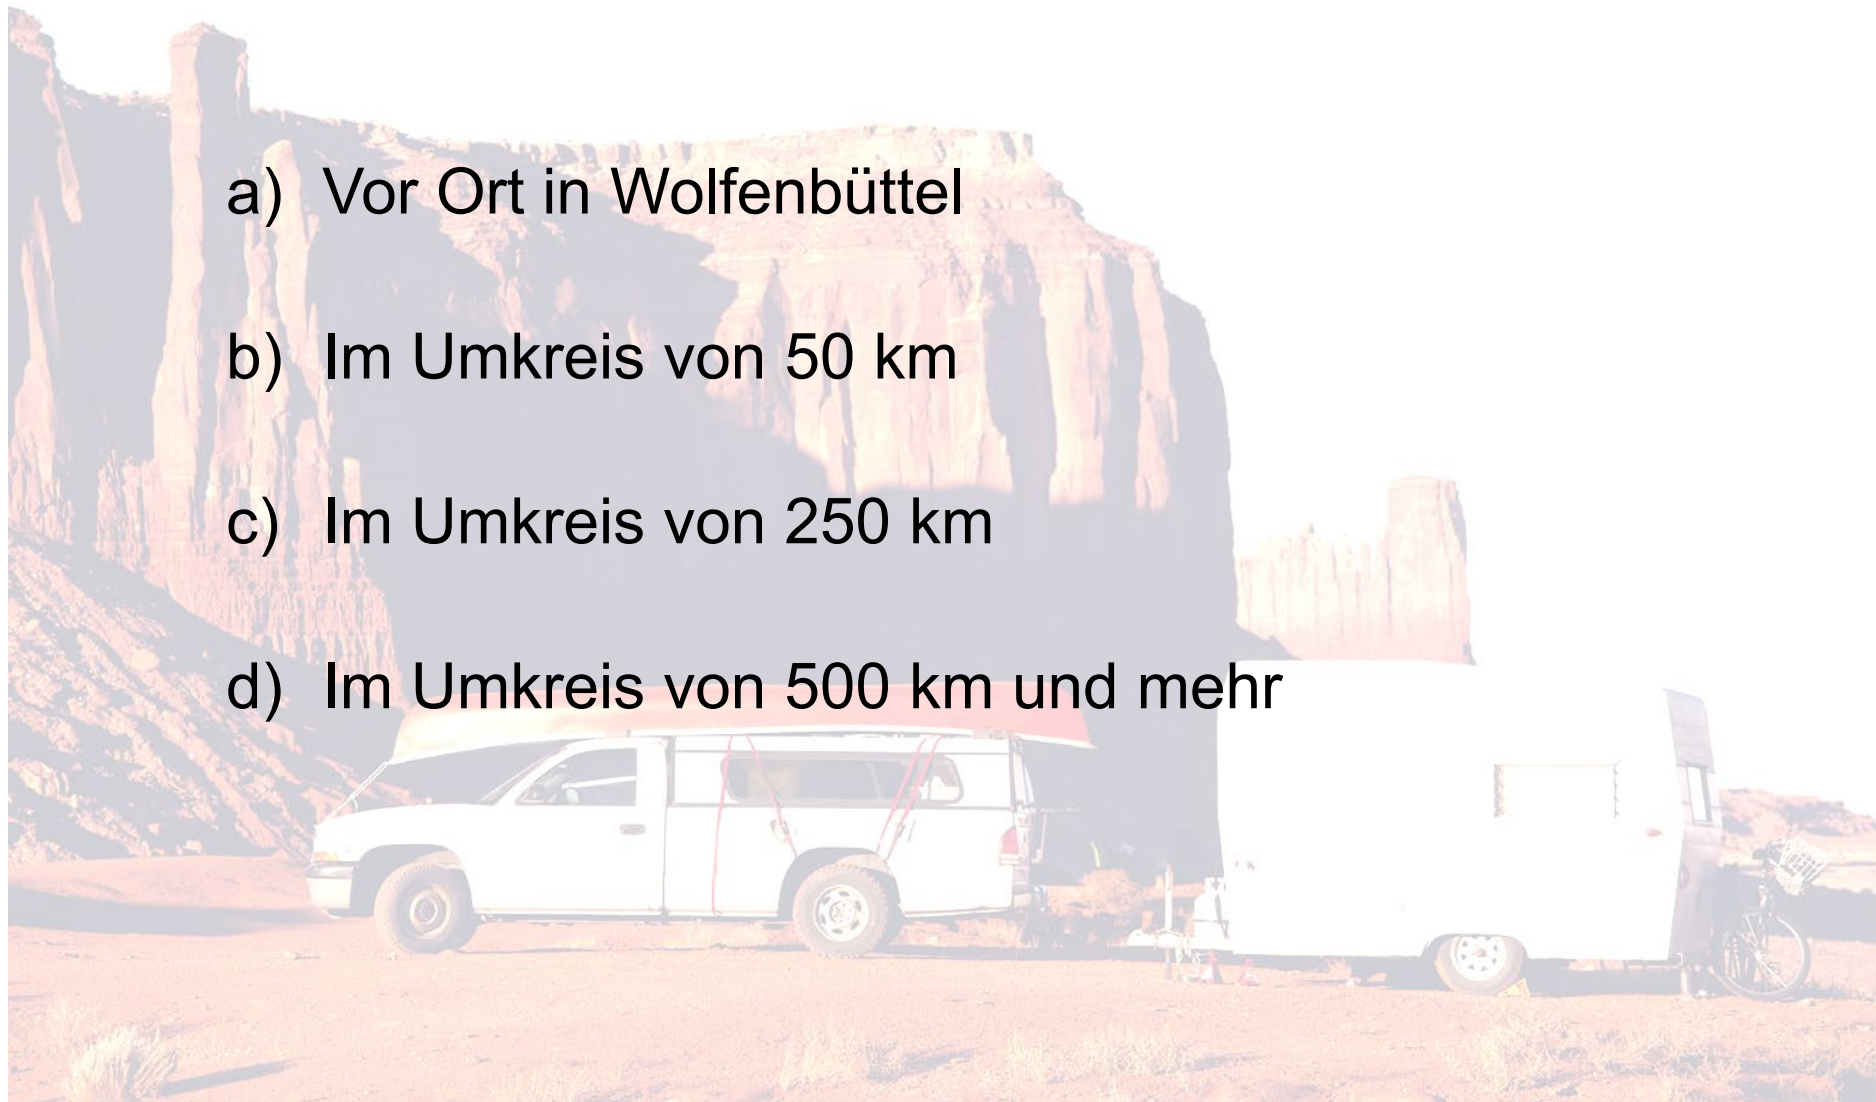 a) Vor Ort in Wolfenbüttel
b) Im Umkreis von 50 km
c) Im Umkreis von 250 km
d) Im Umkreis von 500 km und mehr